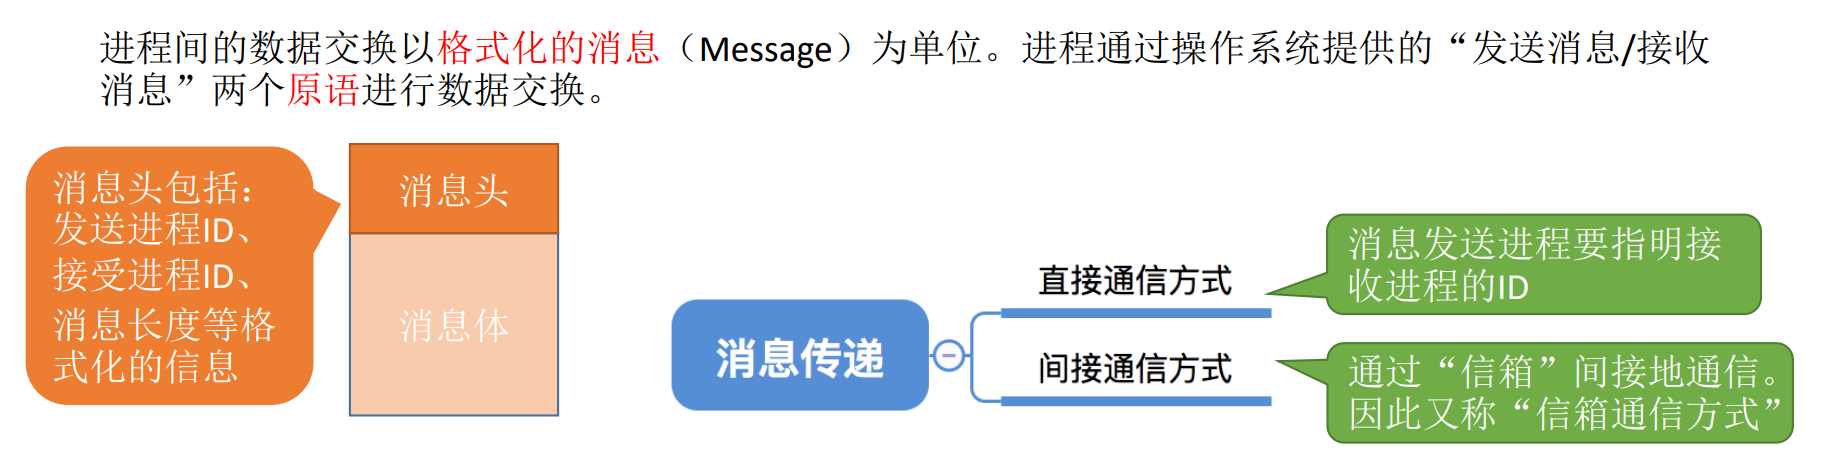 进程间的数据交换以格式化的消息（Message）为单位。进程通过操作系统提供的“发送消息/接收
消息”两个原语进行数据交换。
消息头包括：
发送进程ID、
接受进程ID、
消息长度等格
式化的信息
消息头
消息体
消息传递
直接通信方式
消息发送进程要指明接
收进程的ID
间接通信方式
通过“信箱”间接地通信。
因此又称“信箱通信方式”